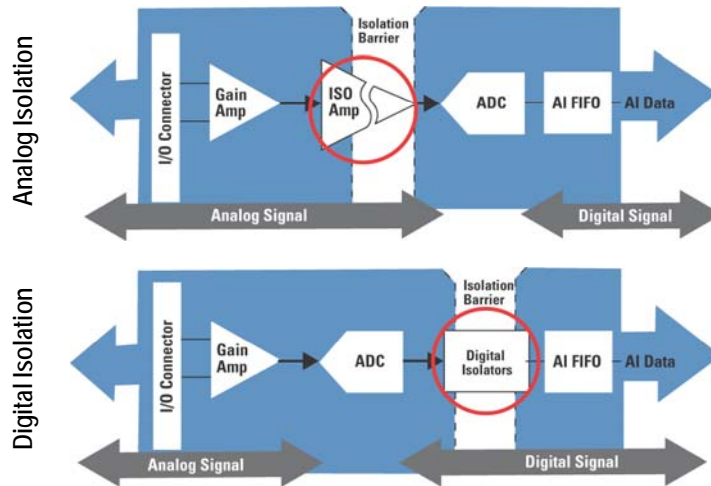 Analog Isolation
Isolation
Barrier
I/O Connector
Gain
Amp
ISO
Amp
ADC
AI FIFO
AI Data
Analog Signal
Digital Signal
Digital Isolation
Isolation
Barrier
I/O Connector
Gain
Amp
ADC
Digital
Isolators
AI FIFO
AI Data
Analog Signal
Digital Signal